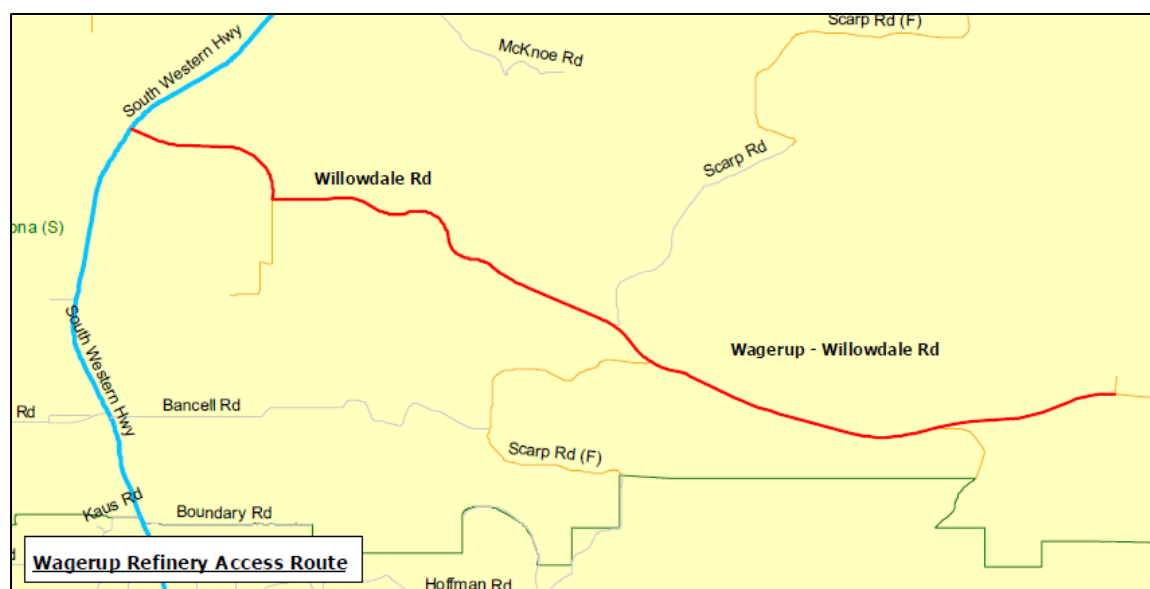 Scarp Rd (F)
South Western Hwy
McKnoe Rd
Scarp Rd
Willowdale Rd
ona (S)
South Western Hwy
Wagerup - Willowdale Rd
Rd
Bancell Rd
Scarp Rd (F)
Kaus Rd
Boundary Rd
d
Wagerup Refinery Access Route
Hoffman Rd